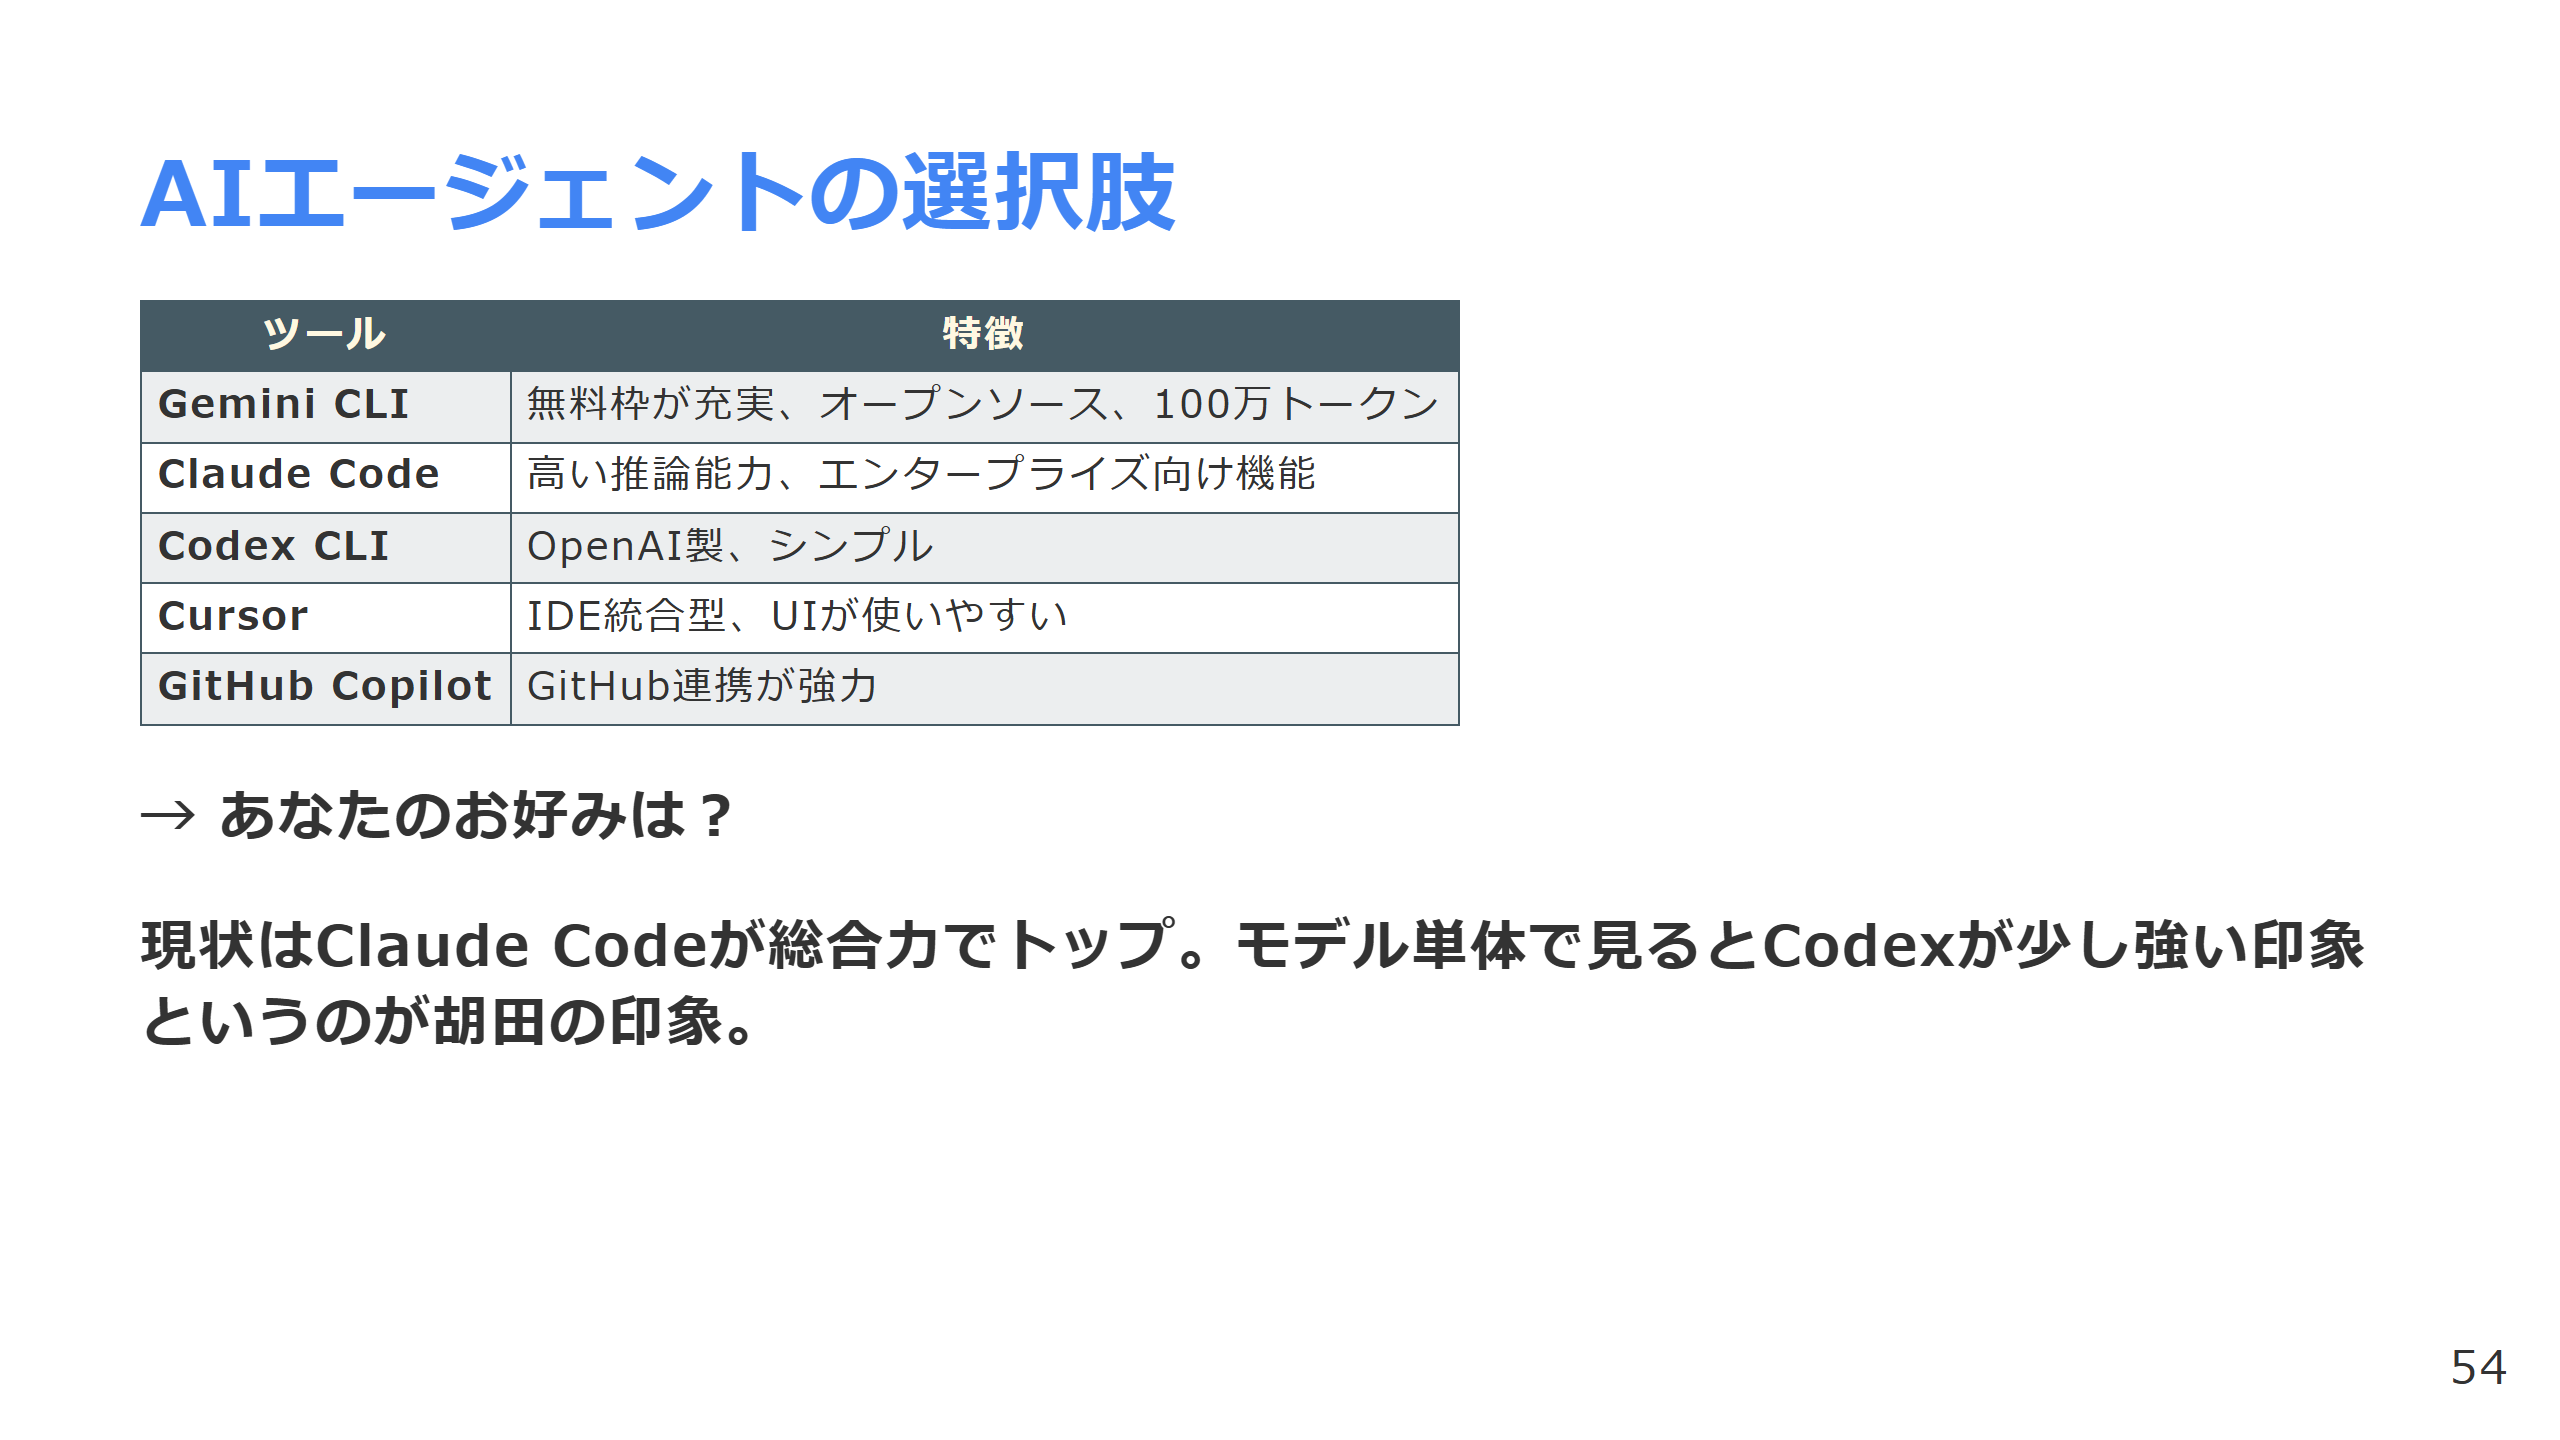 AIエージェントの選択肢
ツール 特徴
Gemini CLI 無料枠が充実、オープンソース、100万トークン
Claude Code 高い推論能力、エンタープライズ向け機能
Codex CLI OpenAI製、シンプル
Cursor IDE統合型、UIが使いやすい
GitHub Copilot GitHub連携が強力
→ あなたのお好みは？
現状はClaude Codeが総合力でトップ。モデル単体で見るとCodexが少し強い印象
というのが胡田の印象。
54